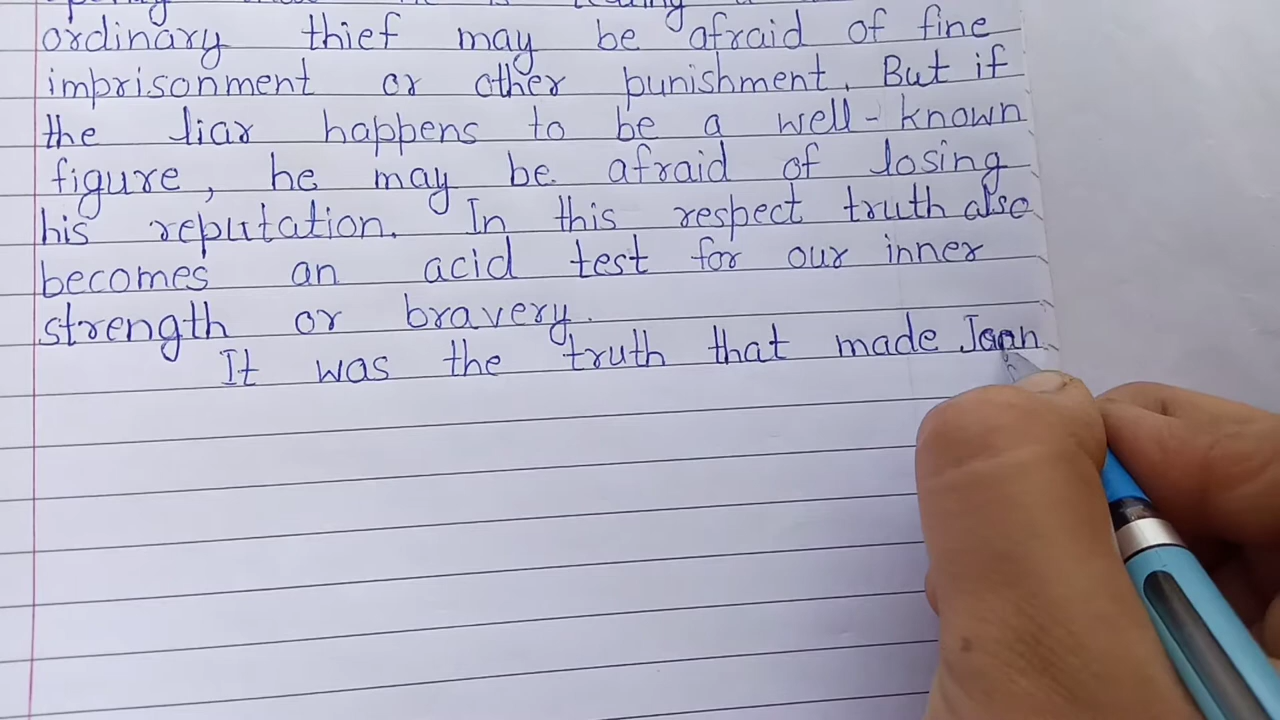 ordinary thief may be afraid of fine
imprisonment or other punishment. But if
the liar happens to be a well-known
figure, he may be afraid of losing
his reputation. In this respect truth also
becomes an acid test for our inner
strength or bravery.
It was the truth that made